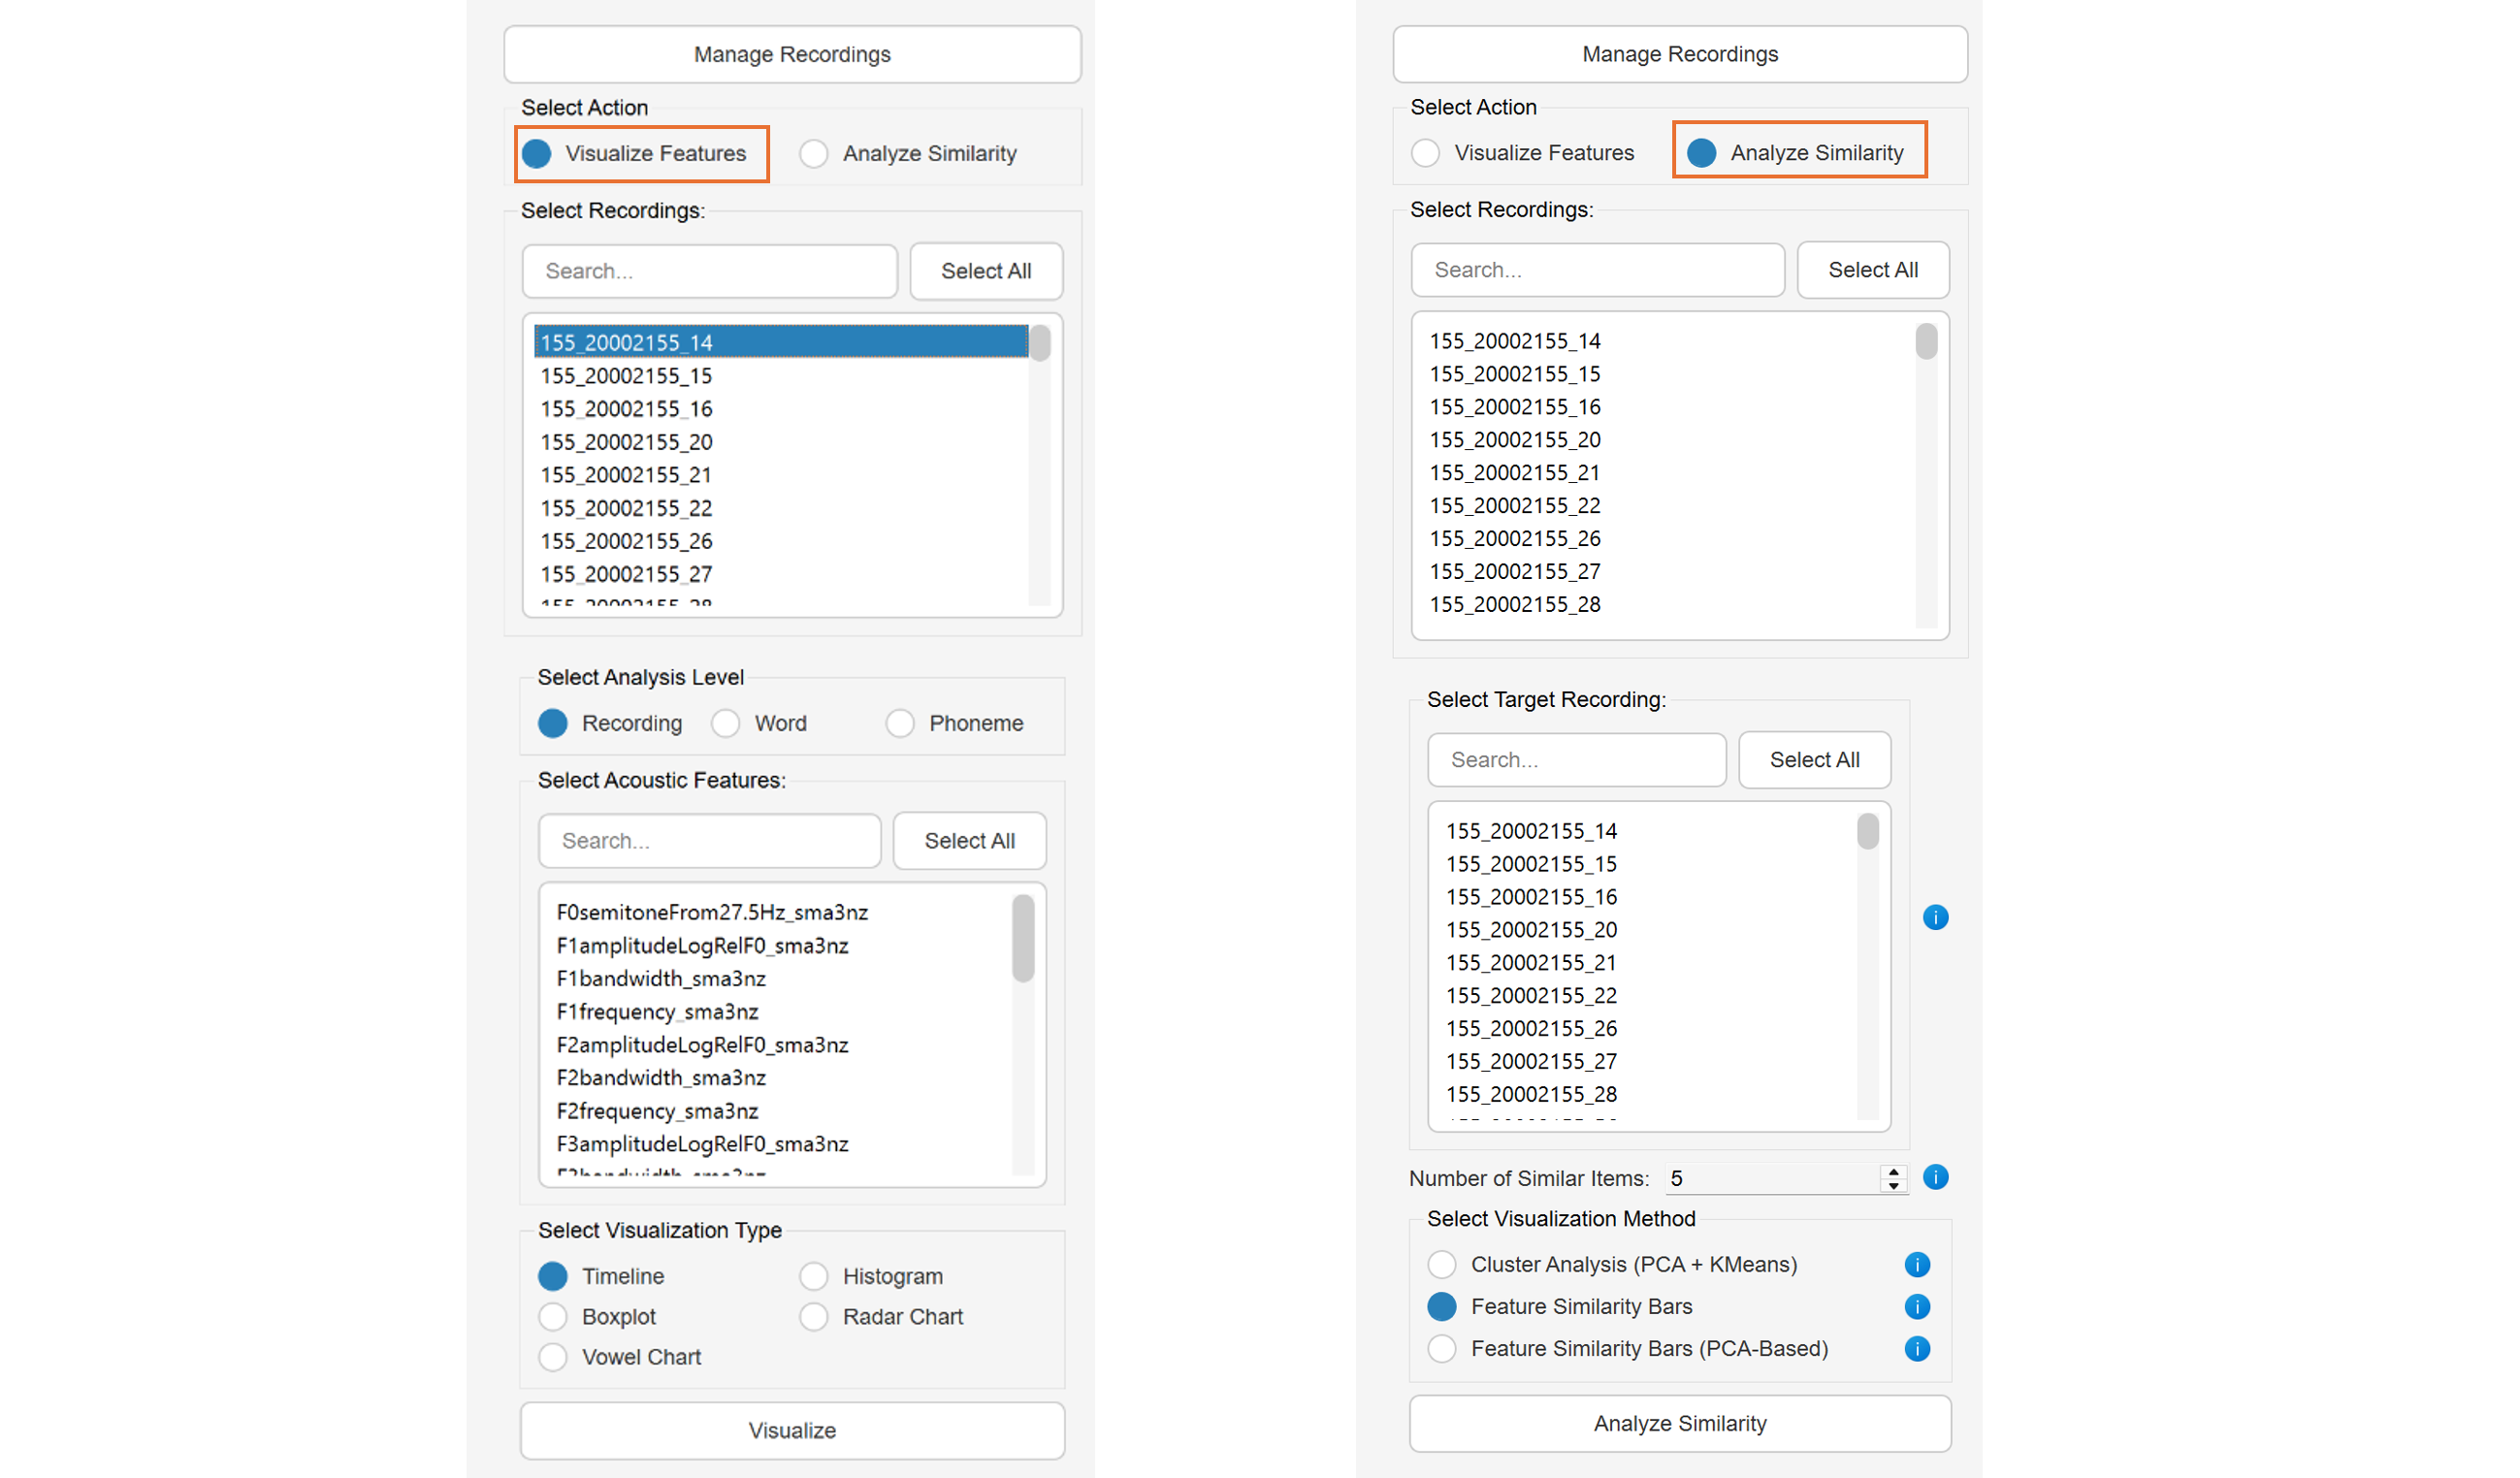 Manage Recordings
Select Action
Visualize Features
Analyze Similarity
Select Recordings:
Search...
Select All
155_20002155_14
155_20002155_15
155_20002155_16
155_20002155_20
155_20002155_21
155_20002155_22
155_20002155_26
155_20002155_27
155_20002155_28
Select Analysis Level
Recording
Word
Phoneme
Select Acoustic Features:
Search...
Select All
F0semitoneFrom27.5Hz_sma3nz
F1amplitudeLogRelF0_sma3nz
F1bandwidth_sma3nz
F1frequency_sma3nz
F2amplitudeLogRelF0_sma3nz
F2bandwidth_sma3nz
F2frequency_sma3nz
F3amplitudeLogRelF0_sma3nz
F3bandwidth_sma3nz
Select Visualization Type
Timeline
Histogram
Boxplot
Radar Chart
Vowel Chart
Visualize
Manage Recordings
Select Action
Visualize Features
Analyze Similarity
Select Recordings:
Search...
Select All
155_20002155_14
155_20002155_15
155_20002155_16
155_20002155_20
155_20002155_21
155_20002155_22
155_20002155_26
155_20002155_27
155_20002155_28
Select Target Recording:
Search...
Select All
155_20002155_14
155_20002155_15
155_20002155_16
155_20002155_20
155_20002155_21
155_20002155_22
155_20002155_26
155_20002155_27
155_20002155_28
Number of Similar Items: 5
Select Visualization Method
Cluster Analysis (PCA + KMeans)
Feature Similarity Bars
Feature Similarity Bars (PCA-Based)
Analyze Similarity